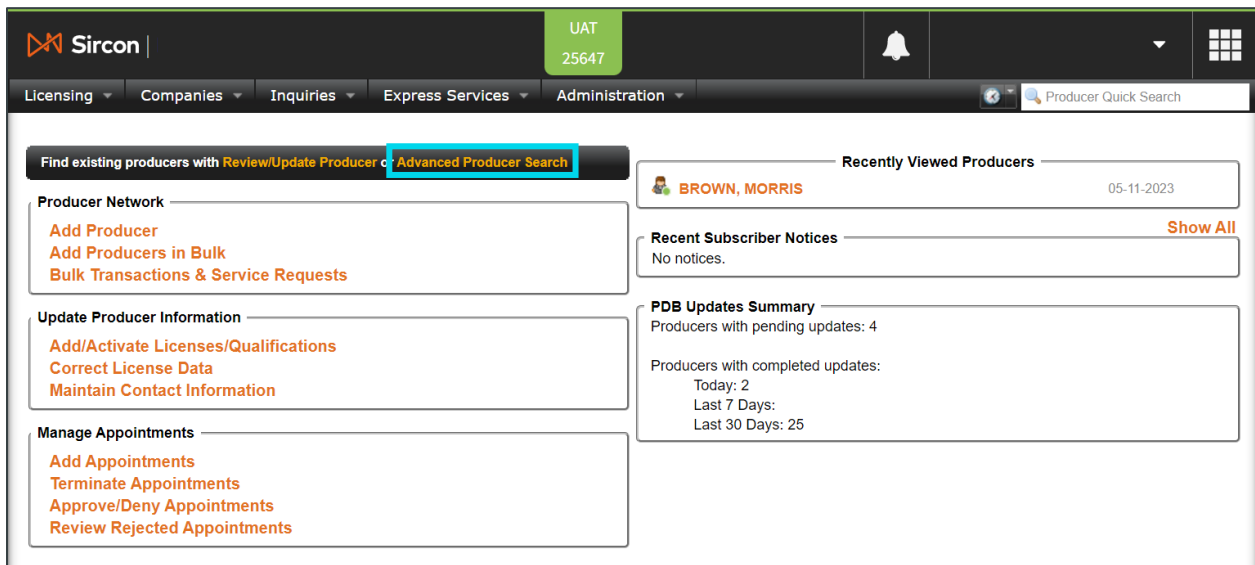 Sircon
UAT
25647
Licensing Companies Inquiries Express Services Administration
Producer Quick Search
Find existing producers with Review/Update Producer or Advanced Producer Search
Producer Network
Add Producer
Add Producers in Bulk
Bulk Transactions & Service Requests
Update Producer Information
Add/Activate Licenses/Qualifications
Correct License Data
Maintain Contact Information
Manage Appointments
Add Appointments
Terminate Appointments
Approve/Deny Appointments
Review Rejected Appointments
Recently Viewed Producers
BROWN, MORRIS 05-11-2023
Show All
Recent Subscriber Notices
No notices.
PDB Updates Summary
Producers with pending updates: 4
Producers with completed updates:
Today: 2
Last 7 Days:
Last 30 Days: 25